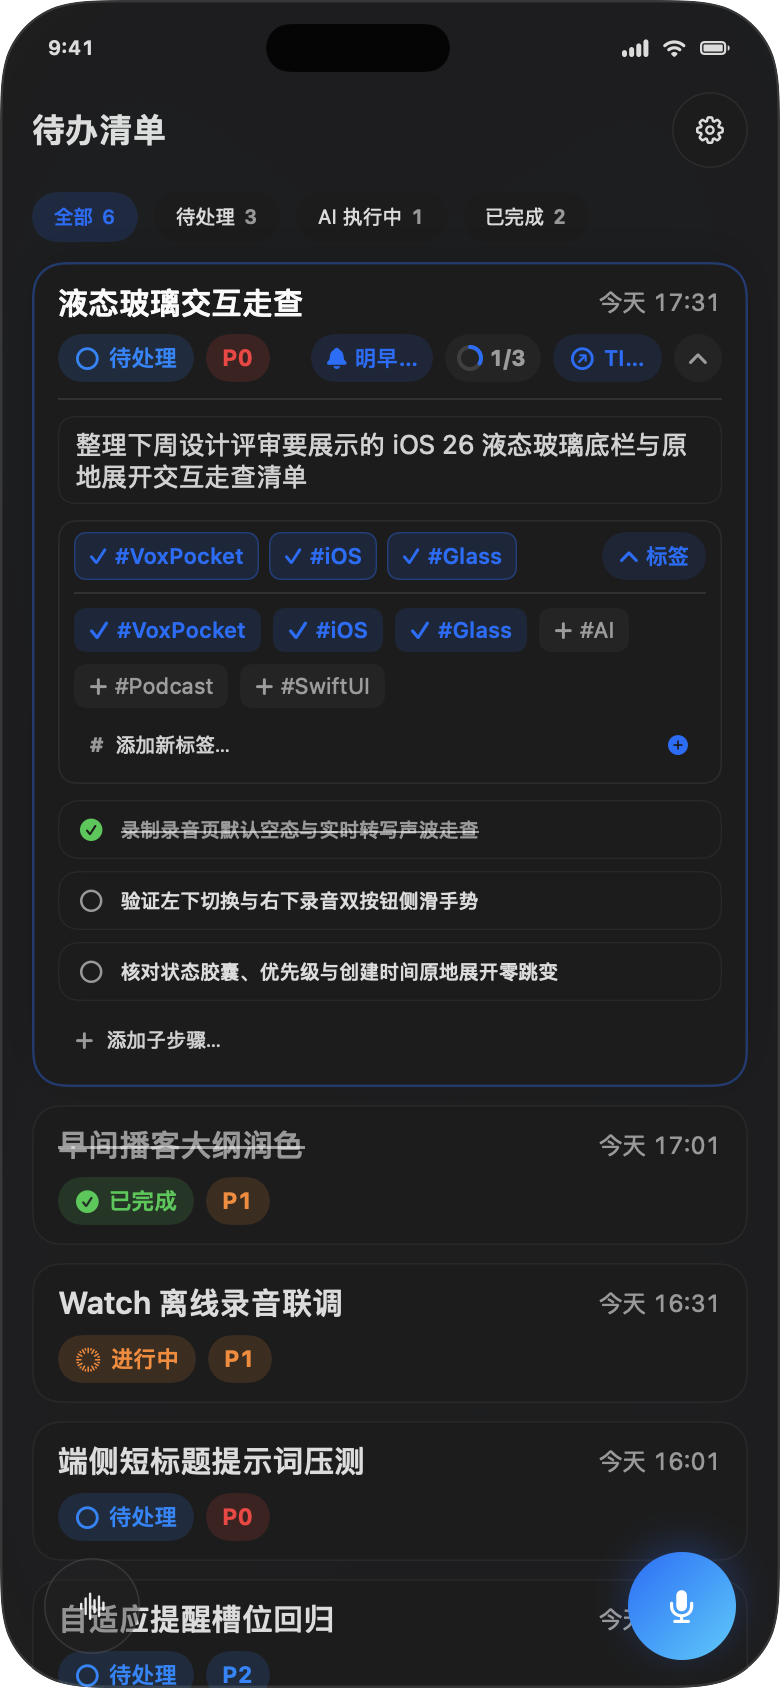 9:41
待办清单
全部 6 待处理 3 AI 执行中 1 已完成 2
液态玻璃交互走查 今天 17:31
待处理 P0 明早... 1/3 Tl...
整理下周设计评审要展示的 iOS 26 液态玻璃底栏与原
地展开交互走查清单
#VoxPocket #iOS #Glass 标签
#VoxPocket #iOS #Glass + #AI
+ #Podcast + #SwiftUI
# 添加新标签...
录制录音页默认空态与实时转写声波走查
验证左下切换与右下录音双按钮侧滑手势
核对状态胶囊、优先级与创建时间原地展开零跳变
+ 添加子步骤...
早间播客大纲润色 今天 17:01
已完成 P1
Watch 离线录音联调 今天 16:31
进行中 P1
端侧短标题提示词压测 今天 16:01
待处理 P0
自适应提醒槽位回归 今
待处理 P2